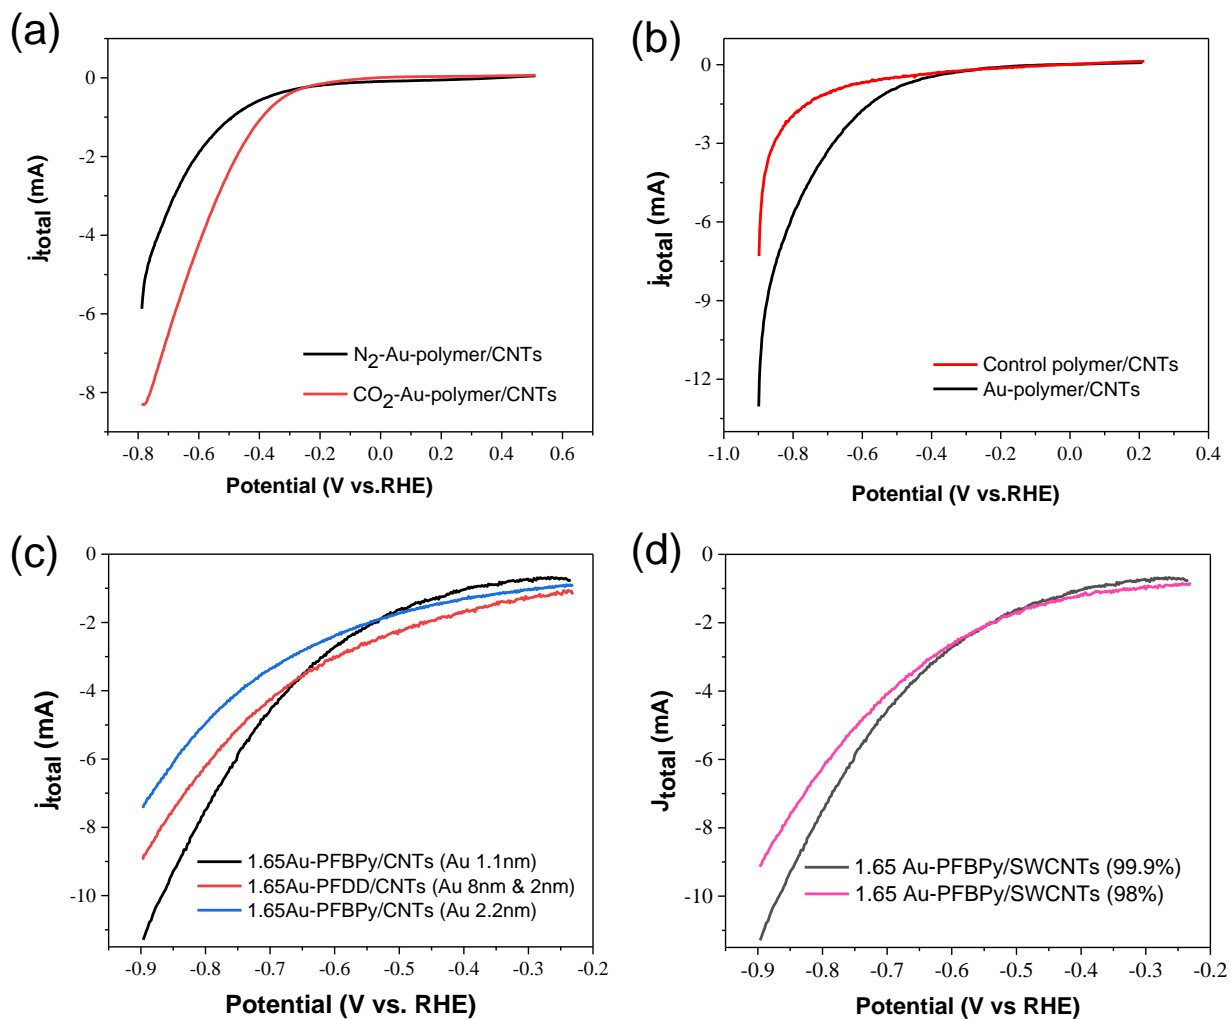 (a)
0
-2
-4
-6
-8
-0.8 -0.6 -0.4 -0.2 0.0 0.2 0.4 0.6
jtotal (mA)
Potential (V vs.RHE)
N2-Au-polymer/CNTs
CO2-Au-polymer/CNTs
(b)
0
-3
-6
-9
-12
-1.0 -0.8 -0.6 -0.4 -0.2 0.0 0.2 0.4
jtotal (mA)
Potential (V vs.RHE)
Control polymer/CNTs
Au-polymer/CNTs
(c)
0
-2
-4
-6
-8
-10
-0.9 -0.8 -0.7 -0.6 -0.5 -0.4 -0.3 -0.2
jtotal (mA)
Potential (V vs. RHE)
1.65Au-PFBPy/CNTs (Au 1.1nm)
1.65Au-PFDD/CNTs (Au 8nm & 2nm)
1.65Au-PFBPy/CNTs (Au 2.2nm)
(d)
0
-2
-4
-6
-8
-10
-0.9 -0.8 -0.7 -0.6 -0.5 -0.4 -0.3 -0.2
Jtotal (mA)
Potential (V vs RHE)
1.65 Au-PFBPy/SWCNTs (99.9%)
1.65 Au-PFBPy/SWCNTs (98%)